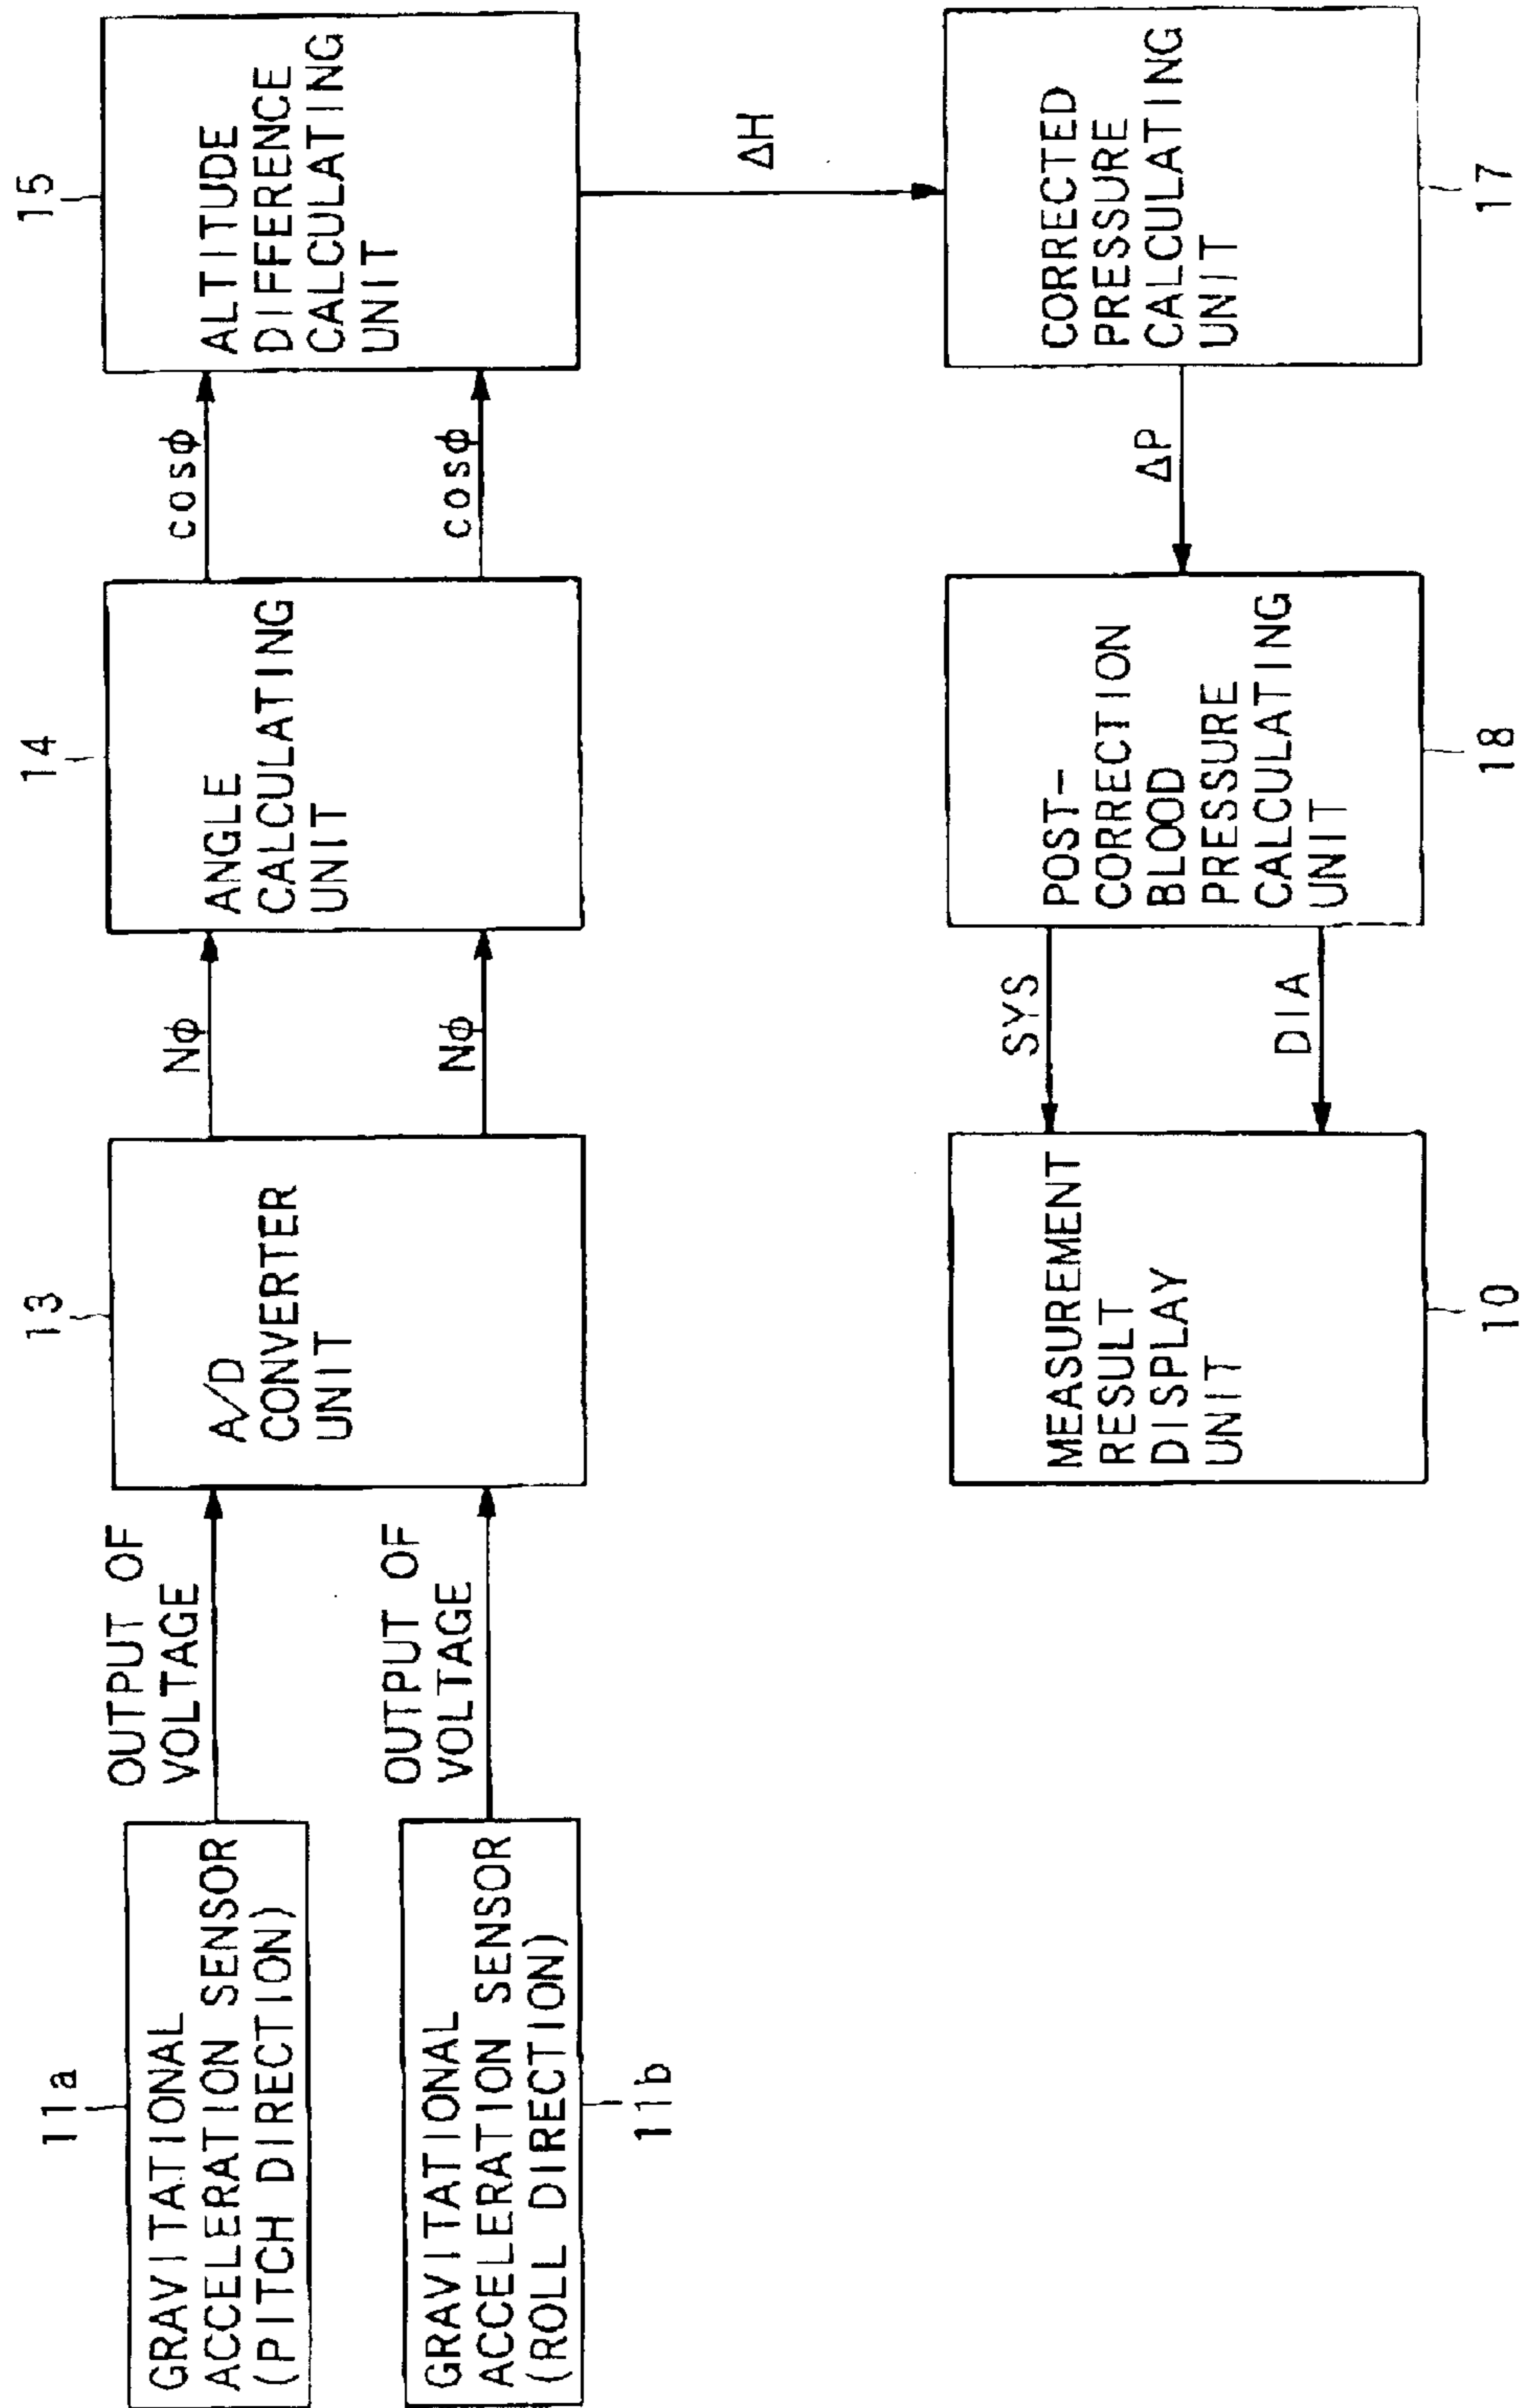 11a
GRAVITATIONAL
ACCELERATION SENSOR
(PITCH DIRECTION)
OUTPUT OF
VOLTAGE
GRAVITATIONAL
ACCELERATION SENSOR
(ROLL DIRECTION)
11b
OUTPUT OF
VOLTAGE
13
A/D
CONVERTER
UNIT
Nϕ
Nϕ
14
ANGLE
CALCULATING
UNIT
cosϕ
cosϕ
15
ALTITUDE
DIFFERENCE
CALCULATING
UNIT
ΔH
CORRECTED
PRESSURE
CALCULATING
UNIT
17
ΔP
POST-
CORRECTION
BLOOD
PRESSURE
CALCULATING
UNIT
18
SYS
DIA
MEASUREMENT
RESULT
DISPLAY
UNIT
10